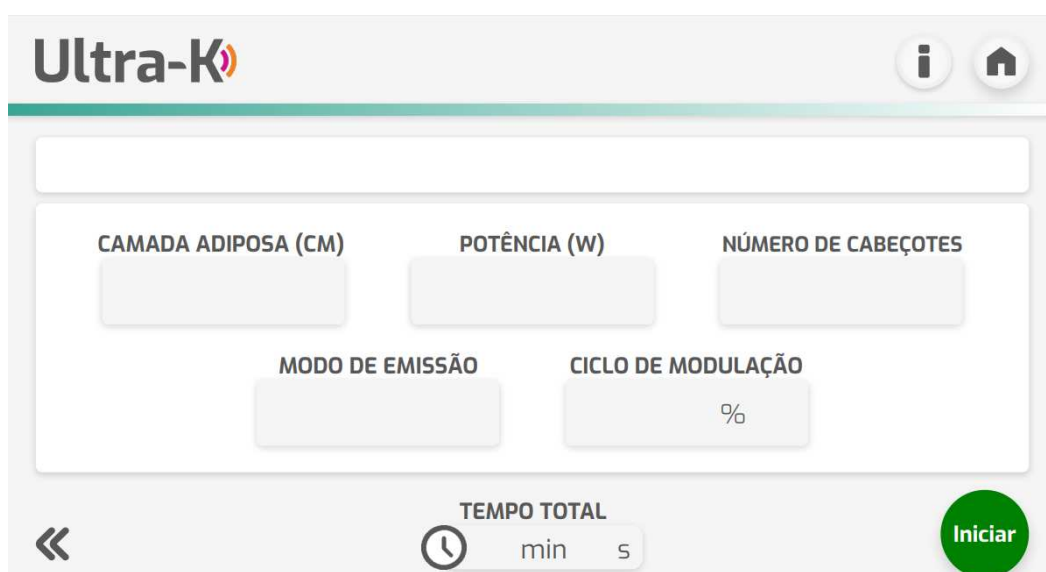 Ultra-K
CAMADA ADIPOSA (CM)
POTÊNCIA (W)
NÚMERO DE CABEÇOTES
MODO DE EMISSÃO
CICLO DE MODULAÇÃO
%
TEMPO TOTAL
min s
Iniciar